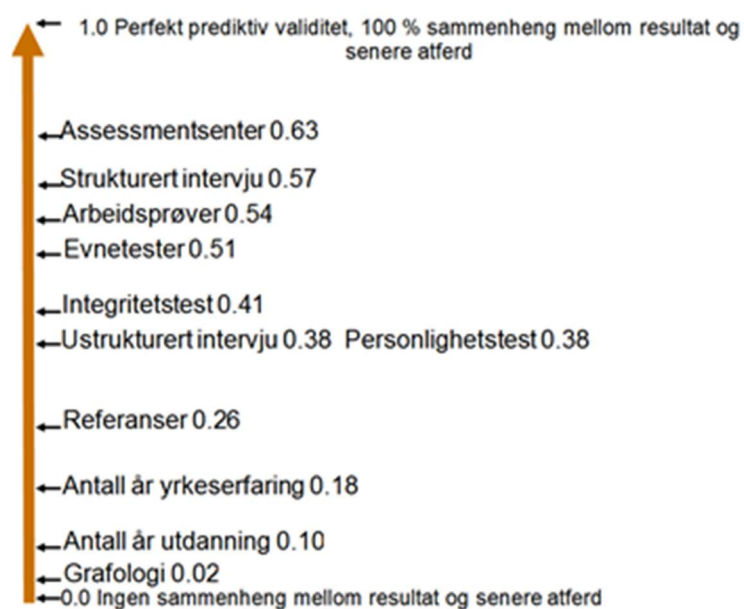 1.0 Perfekt prediktiv validitet, 100 % sammenheng mellom resultat og
senere atferd
Assessmentsenter 0.63
Strukturert intervju 0.57
Arbeidsprøver 0.54
Evnetester 0.51
Integritetstest 0.41
Ustrukturert intervju 0.38 Personlighetstest 0.38
Referanser 0.26
Antall år yrkeserfaring 0.18
Antall år utdanning 0.10
Grafologi 0.02
0.0 Ingen sammenheng mellom resultat og senere atferd